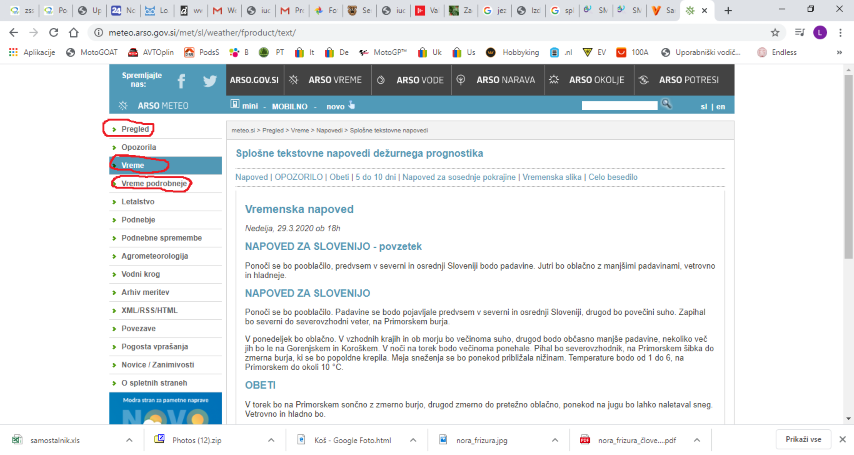 zs:
Po
Up
24 No
Lo
wv
iuc
W
Pr
Fo
Se
iuc
Va
Za
G jez
Izc
G sp
SM
SM
Sa
meteo.arso.gov.si/met/sl/weather/fproduct/text/
L
Aplikacije MotoGOAT AVTOplin PodsS B PT It De MotoGP™ Uk Us Hobbyking .nl EV 100A Uporabniški vodič... Endless »
Spremljajte
nas:
ARSO.GOV.SI ARSO VREME ARSO VODE ARSO NARAVA ARSO OKOLJE ARSO POTRESI
ARSO METEO mini - MOBILNO - novo sl | en
Pregled
Opozorila
Vreme
Vreme podrobneje
Letalstvo
Podnebje
Podnebne spremembe
Agrometeorologija
Vodni krog
Arhiv meritev
XML/RSS/HTML
Povezave
Pogosta vprašanja
Novice / Zanimivosti
O spletnih straneh
Modra stran za pametne naprave
NOVO
meteo.si > Pregled > Vreme > Napovedi > Splošne tekstovne napovedi
Splošne tekstovne napovedi dežurnega prognostika
Napoved | OPOZORILO | Obeti | 5 do 10 dni | Napoved za sosednje pokrajine | Vremenska slika | Celo besedilo
Vremenska napoved
Nedelja, 29.3.2020 ob 18h
NAPOVED ZA SLOVENIJO - povzetek
Ponoči se bo pooblačilo, predvsem v severni in osrednji Sloveniji bodo padavine. Jutri bo oblačno z manjšimi padavinami, vetrovno
in hladneje.
NAPOVED ZA SLOVENIJO
Ponoči se bo pooblačilo. Padavine se bodo pojavljale predvsem v severni in osrednji Sloveniji, drugod bo povečini suho. Zapihal
bo severni do severovzhodni veter, na Primorskem burja.
V ponedeljek bo oblačno. V vzhodnih krajih in ob morju bo večinoma suho, drugod bodo občasno manjše padavine, nekoliko več
jih bo le na Gorenjskem in Koroškem. V noči na torek bodo večinoma ponehale. Pihal bo severovzhodnik, na Primorskem šibka do
zmerna burja, ki se bo popoldne krepila. Meja sneženja se bo ponekod približala nižinam. Temperature bodo od 1 do 6, na
Primorskem do okoli 10 °C.
OBETI
V torek bo na Primorskem sončno z zmerno burjo, drugod zmerno do pretežno oblačno, ponekod na jugu bo lahko naletaval sneg.
Vetrovno in hladno bo.
samostalnik.xls
Photos (12).zip
Koš - Google Foto.html
nora_frizura.jpg
nora_frizura_člove....pdf
Prikaži vse